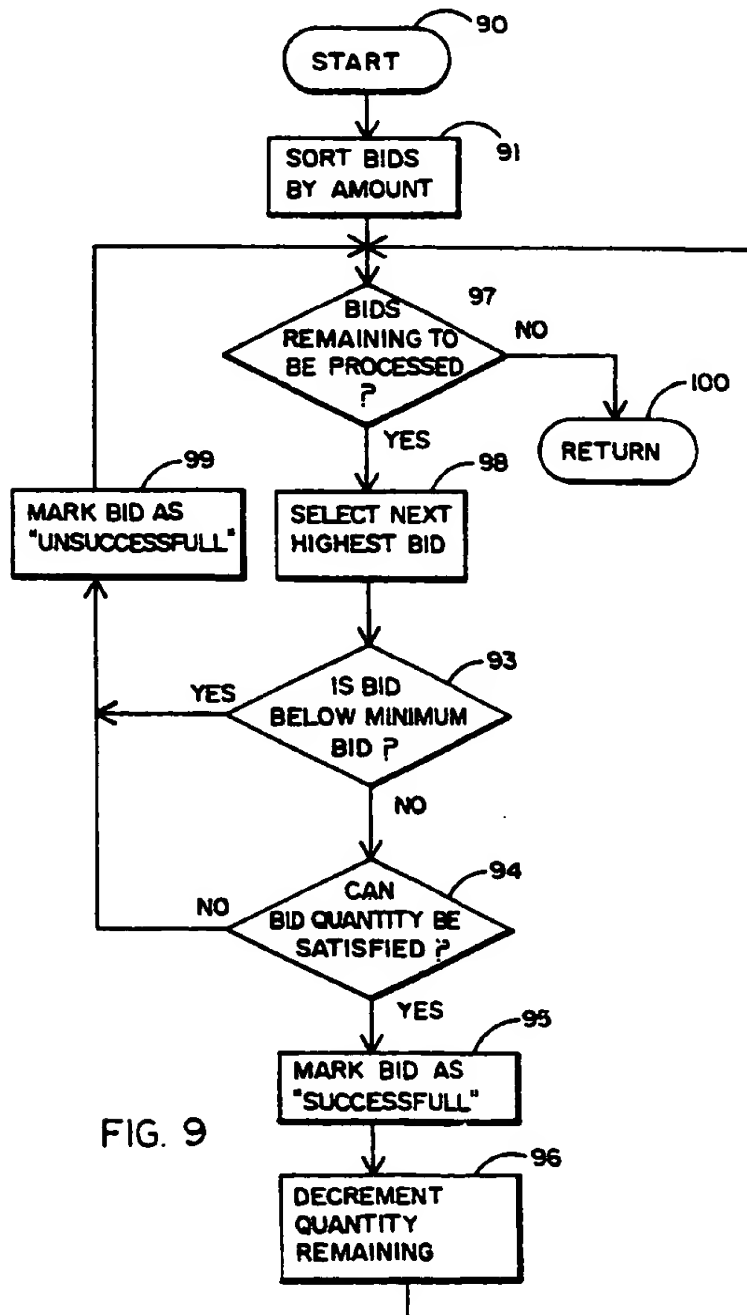 90
START
91
SORT BIDS
BY AMOUNT
97
BIDS
REMAINING TO
BE PROCESSED
?
NO
100
RETURN
YES
99
MARK BID AS
"UNSUCCESSFULL"
98
SELECT NEXT
HIGHEST BID
93
YES
IS BID
BELOW MINIMUM
BID ?
NO
94
NO
CAN
BID QUANTITY BE
SATISFIED ?
YES
95
MARK BID AS
"SUCCESSFULL"
FIG. 9
96
DECREMENT
QUANTITY
REMAINING